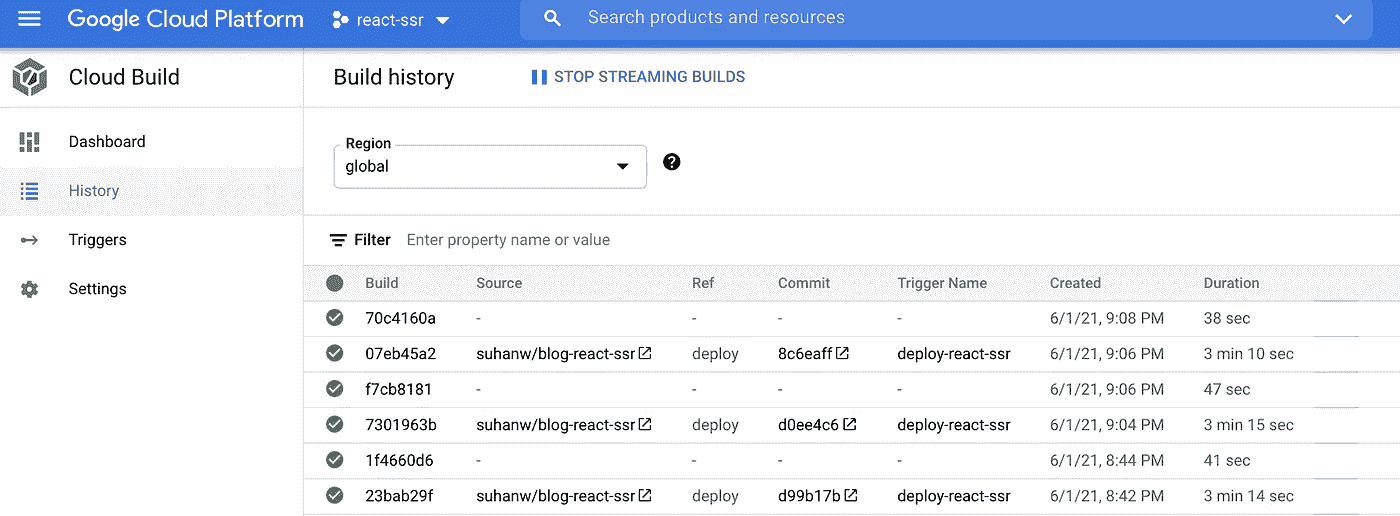 Google Cloud Platform react-ssr Search products and resources
Cloud Build Build history STOP STREAMING BUILDS
Dashboard
History
Triggers
Settings
Region
global
Filter Enter property name or value
Build Source Ref Commit Trigger Name Created Duration
70c4160a - - - - 6/1/21, 9:08 PM 38 sec
07eb45a2 suhanw/blog-react-ssr deploy 8c6eaff deploy-react-ssr 6/1/21, 9:06 PM 3 min 10 sec
f7cb8181 - - - - 6/1/21, 9:06 PM 47 sec
7301963b suhanw/blog-react-ssr deploy d0ee4c6 deploy-react-ssr 6/1/21, 9:04 PM 3 min 15 sec
1f4660d6 - - - - 6/1/21, 8:44 PM 41 sec
23bab29f suhanw/blog-react-ssr deploy d99b17b deploy-react-ssr 6/1/21, 8:42 PM 3 min 14 sec